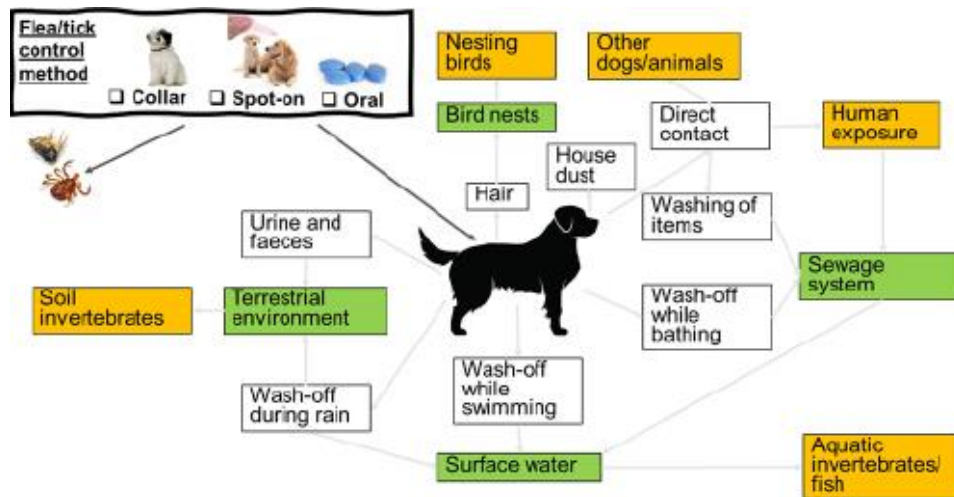 Flea/tick
control
method
❑ Collar ❑ Spot-on ❑ Oral
Nesting
birds
Other
dogs/animals
Bird nests
Direct
contact
Human
exposure
House
dust
Hair
Washing of
items
Urine and
faeces
Sewage
system
Soil
invertebrates
Terrestrial
environment
Wash-off
while
bathing
Wash-off
during rain
Wash-off
while
swimming
Surface water
Aquatic
invertebrates/
fish